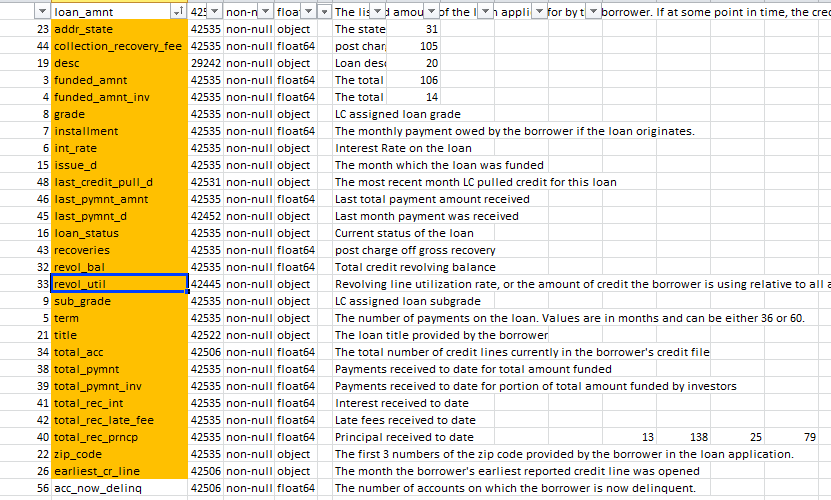 loan_amnt 425 non-n float The lis amou of the l appli for by t borrower. If at some point in time, the cred
23 addr_state 42535 non-null object The state 31
44 collection_recovery_fee 42535 non-null float64 post char 105
19 desc 29242 non-null object Loan desc 20
3 funded_amnt 42535 non-null float64 The total 106
4 funded_amnt_inv 42535 non-null float64 The total 14
8 grade 42535 non-null object LC assigned loan grade
7 installment 42535 non-null float64 The monthly payment owed by the borrower if the loan originates.
6 int_rate 42535 non-null object Interest Rate on the loan
15 issue_d 42535 non-null object The month which the loan was funded
48 last_credit_pull_d 42531 non-null object The most recent month LC pulled credit for this loan
46 last_pymnt_amnt 42535 non-null float64 Last total payment amount received
45 last_pymnt_d 42452 non-null object Last month payment was received
16 loan_status 42535 non-null object Current status of the loan
43 recoveries 42535 non-null float64 post charge off gross recovery
32 revol_bal 42535 non-null float64 Total credit revolving balance
33 revol_util 42445 non-null object Revolving line utilization rate, or the amount of credit the borrower is using relative to all a
9 sub_grade 42535 non-null object LC assigned loan subgrade
5 term 42535 non-null object The number of payments on the loan. Values are in months and can be either 36 or 60.
21 title 42522 non-null object The loan title provided by the borrower
34 total_acc 42506 non-null float64 The total number of credit lines currently in the borrower's credit file
38 total_pymnt 42535 non-null float64 Payments received to date for total amount funded
39 total_pymnt_inv 42535 non-null float64 Payments received to date for portion of total amount funded by investors
41 total_rec_int 42535 non-null float64 Interest received to date
42 total_rec_late_fee 42535 non-null float64 Late fees received to date
40 total_rec_prncp 42535 non-null float64 Principal received to date 13 138 25 79
22 zip_code 42535 non-null object The first 3 numbers of the zip code provided by the borrower in the loan application.
26 earliest_cr_line 42506 non-null object The month the borrower's earliest reported credit line was opened
56 acc_now_delinq 42506 non-null float64 The number of accounts on which the borrower is now delinquent.